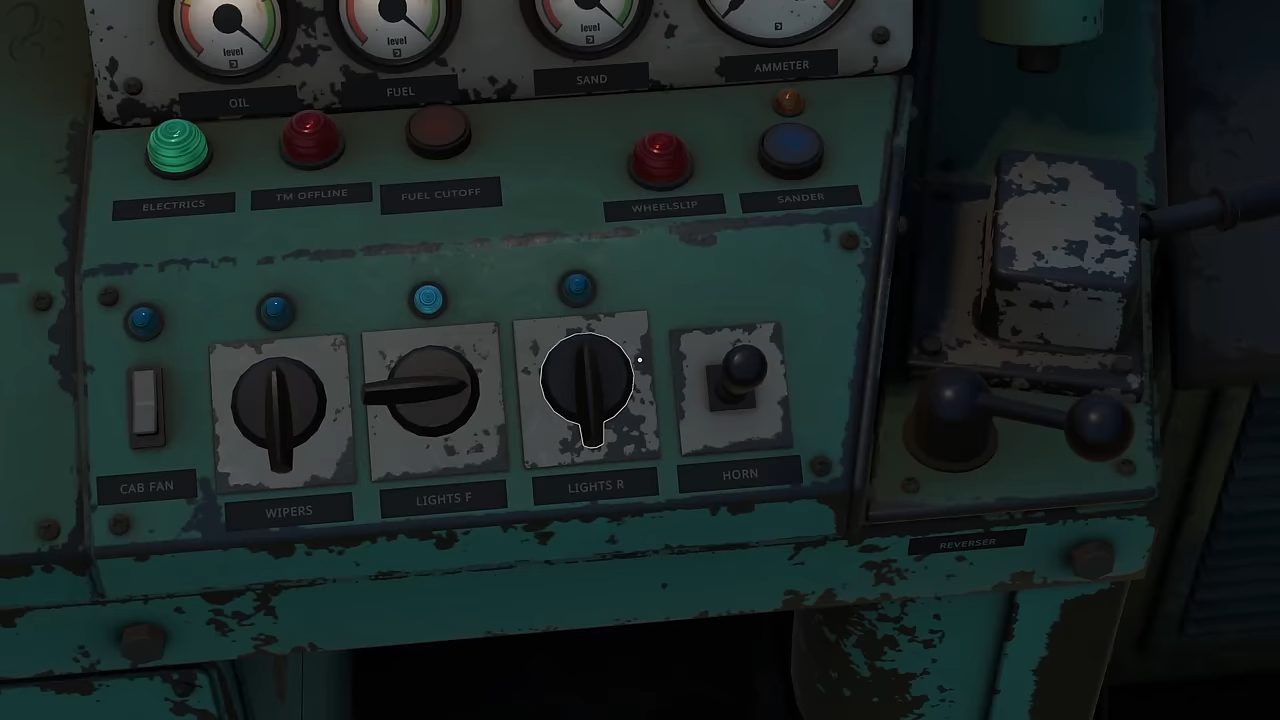 level
level
level
OIL
FUEL
SAND
AMMETER
ELECTRICS
TM OFFLINE
FUEL CUTOFF
WHEELSLIP
SANDER
CAB FAN
WIPERS
LIGHTS F
LIGHTS R
HORN
REVERSER